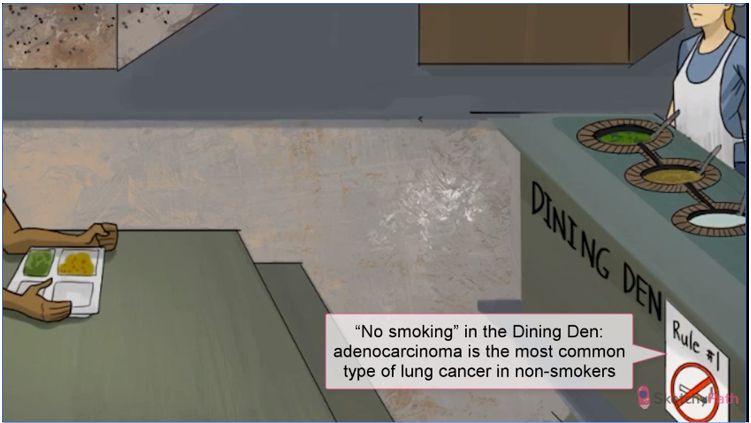 DINING DEN
“No smoking” in the Dining Den:
adenocarcinoma is the most common
type of lung cancer in non-smokers
Rule #1
SketchyPath